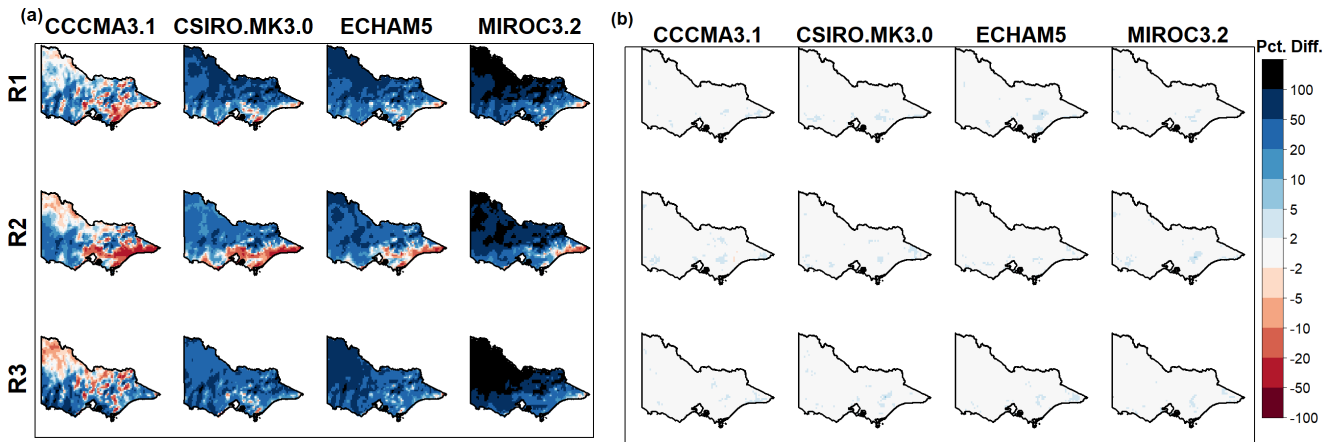 (a)
(b)
CCCMA3.1 CSIRO.MK3.0 ECHAM5 MIROC3.2
CCCMA3.1 CSIRO.MK3.0 ECHAM5 MIROC3.2
Pct. Diff.
R1
R2
R3
100
50
20
10
5
2
-2
-5
-10
-20
-50
-100